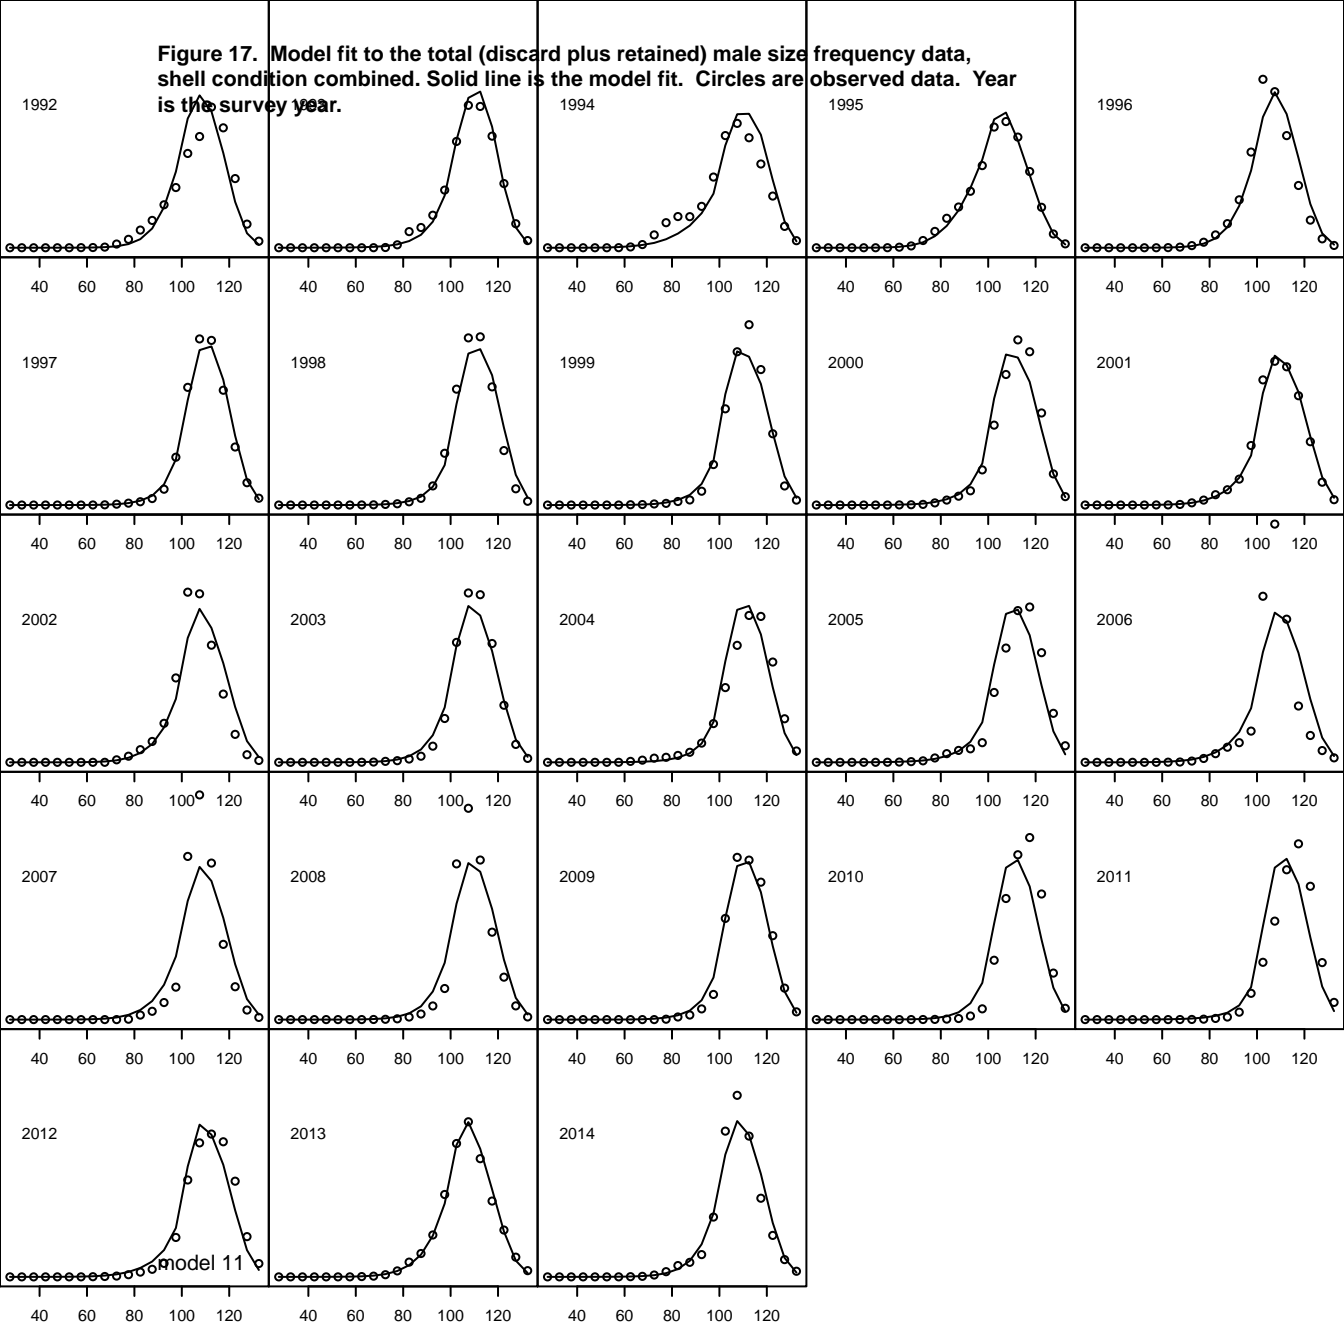 Figure 17.  Model fit to the total (discard plus retained) male size frequency data,
shell condition combined. Solid line is the model fit.  Circles are observed data.  Year
is the survey year.
1992 1993 1994 1995 1996
40 60 80 100 120 40 60 80 100 120 40 60 80 100 120 40 60 80 100 120 40 60 80 100 120
1997 1998 1999 2000 2001
40 60 80 100 120 40 60 80 100 120 40 60 80 100 120 40 60 80 100 120 40 60 80 100 120
2002 2003 2004 2005 2006
40 60 80 100 120 40 60 80 100 120 40 60 80 100 120 40 60 80 100 120 40 60 80 100 120
2007 2008 2009 2010 2011
40 60 80 100 120 40 60 80 100 120 40 60 80 100 120 40 60 80 100 120 40 60 80 100 120
2012 2013 2014
model 11
40 60 80 100 120 40 60 80 100 120 40 60 80 100 120